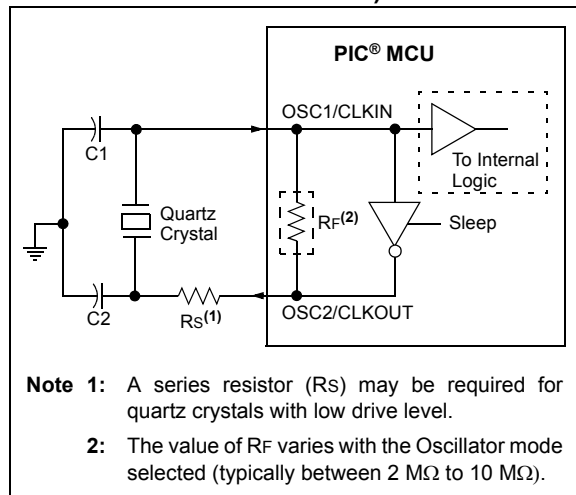 PIC® MCU
OSC1/CLKIN
C1
To Internal
Logic
Quartz
Crystal
RF(2)
Sleep
C2
RS(1)
OSC2/CLKOUT
Note 1: A series resistor (RS) may be required for
quartz crystals with low drive level.
2: The value of RF varies with the Oscillator mode
selected (typically between 2 MΩ to 10 MΩ).